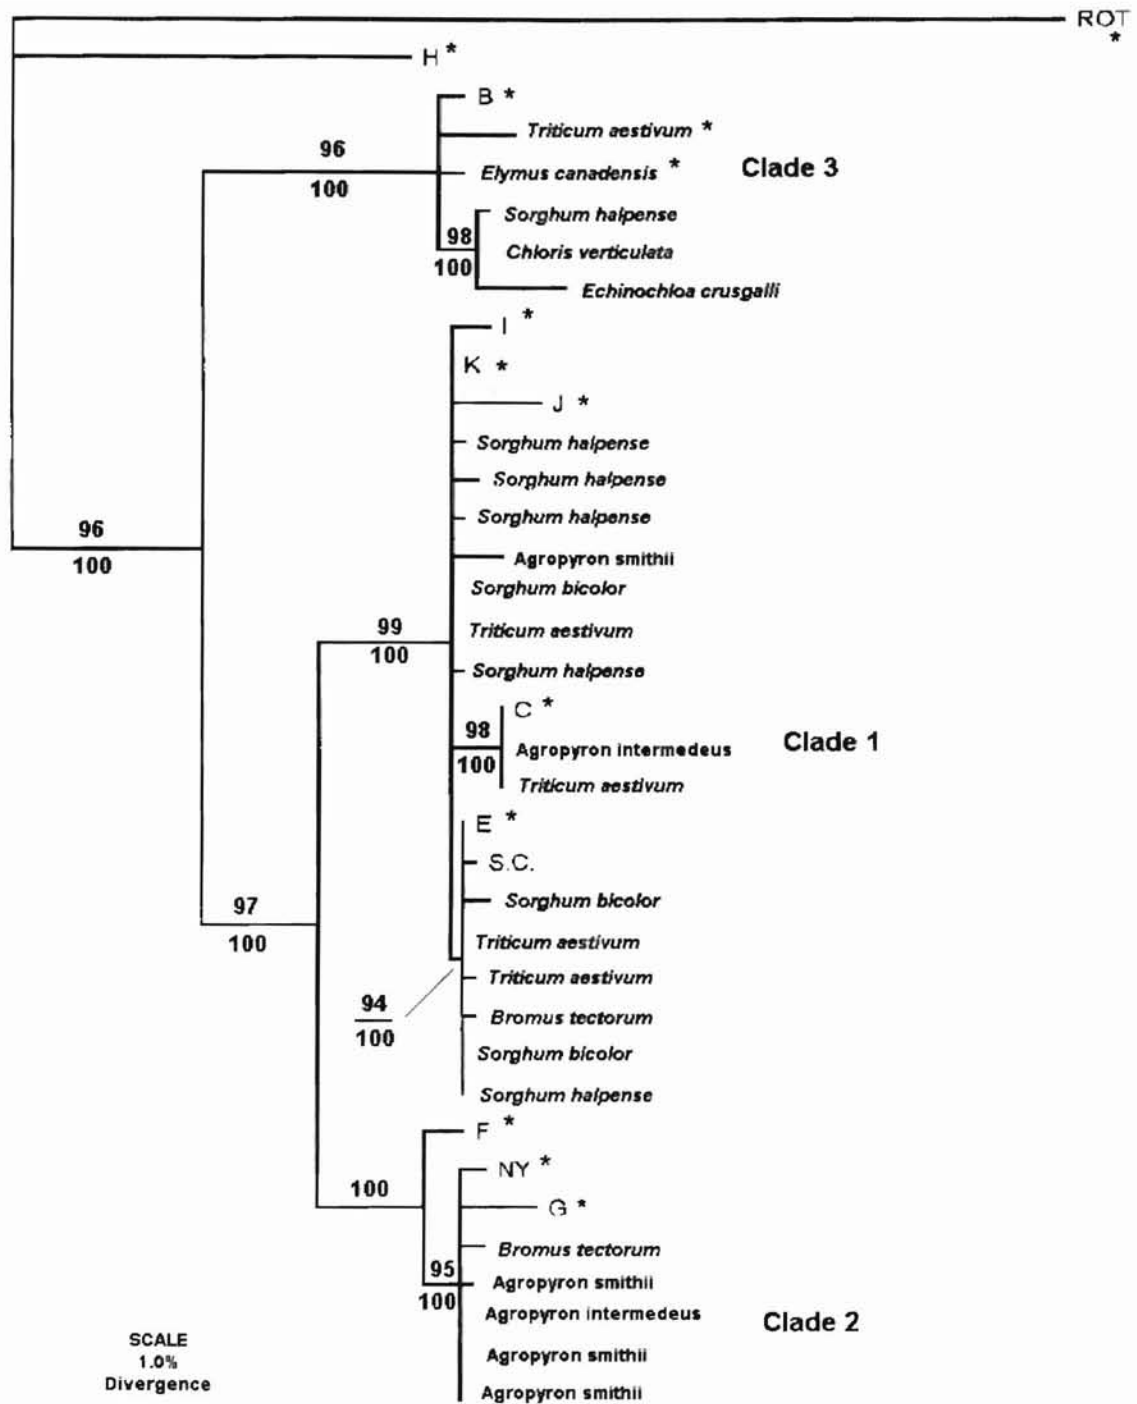 ROT
*
H *
B *
Triticum aestivum *
96
100
Elymus canadensis *
Clade 3
Sorghum halpense
98
100
Chloris verticulata
Echinochloa crusgalli
I *
K *
J *
Sorghum halpense
Sorghum halpense
Sorghum halpense
96
100
Agropyron smithii
Sorghum bicolor
99
100
Triticum aestivum
Sorghum halpense
C *
98
100
Agropyron intermedeus
Clade 1
Triticum aestivum
E *
S.C.
Sorghum bicolor
97
100
Triticum aestivum
Triticum aestivum
94
100
Bromus tectorum
Sorghum bicolor
Sorghum halpense
F *
NY *
100
G *
Bromus tectorum
95
100
Agropyron smithii
Agropyron intermedeus
Clade 2
Agropyron smithii
Agropyron smithii
SCALE
1.0%
Divergence